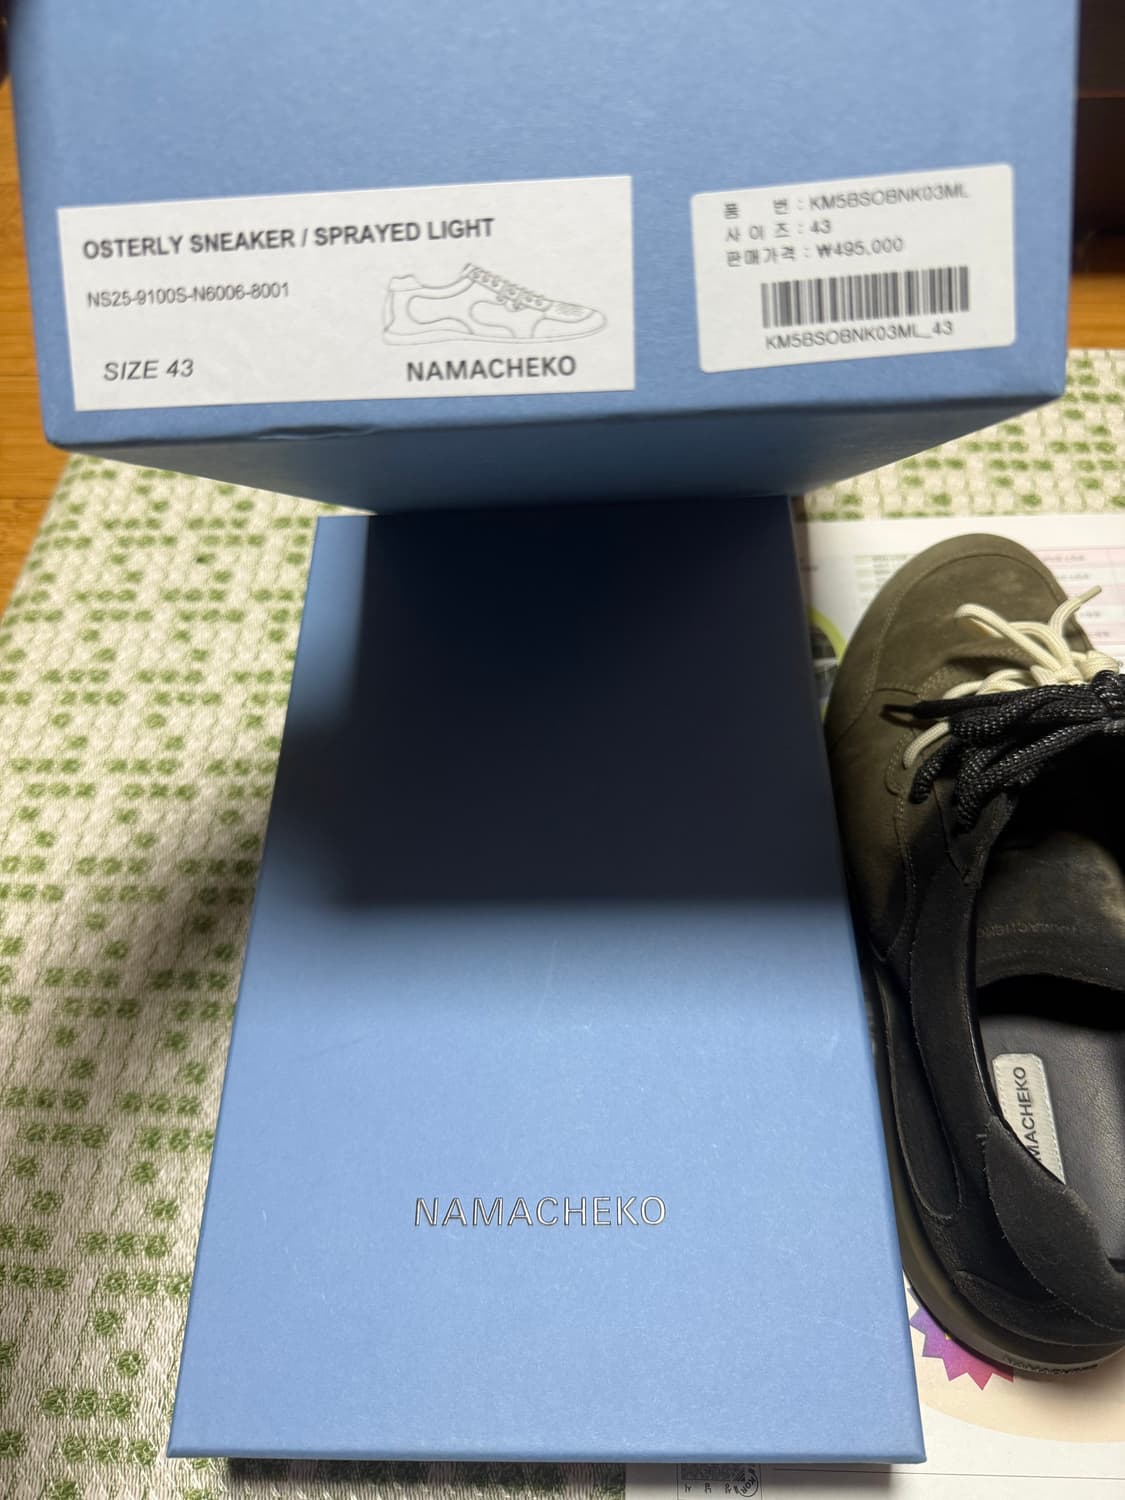 OSTERLY SNEAKER / SPRAYED LIGHT
NS25-9100S-N6006-8001
SIZE 43
NAMACHEKO
품 번 : KM5BSOBNK03ML
사 이 즈 : 43
판매가격 : ₩495,000
KM5BSOBNK03ML_43
NAMACHEKO
NAMACHEKO
MACHEKO